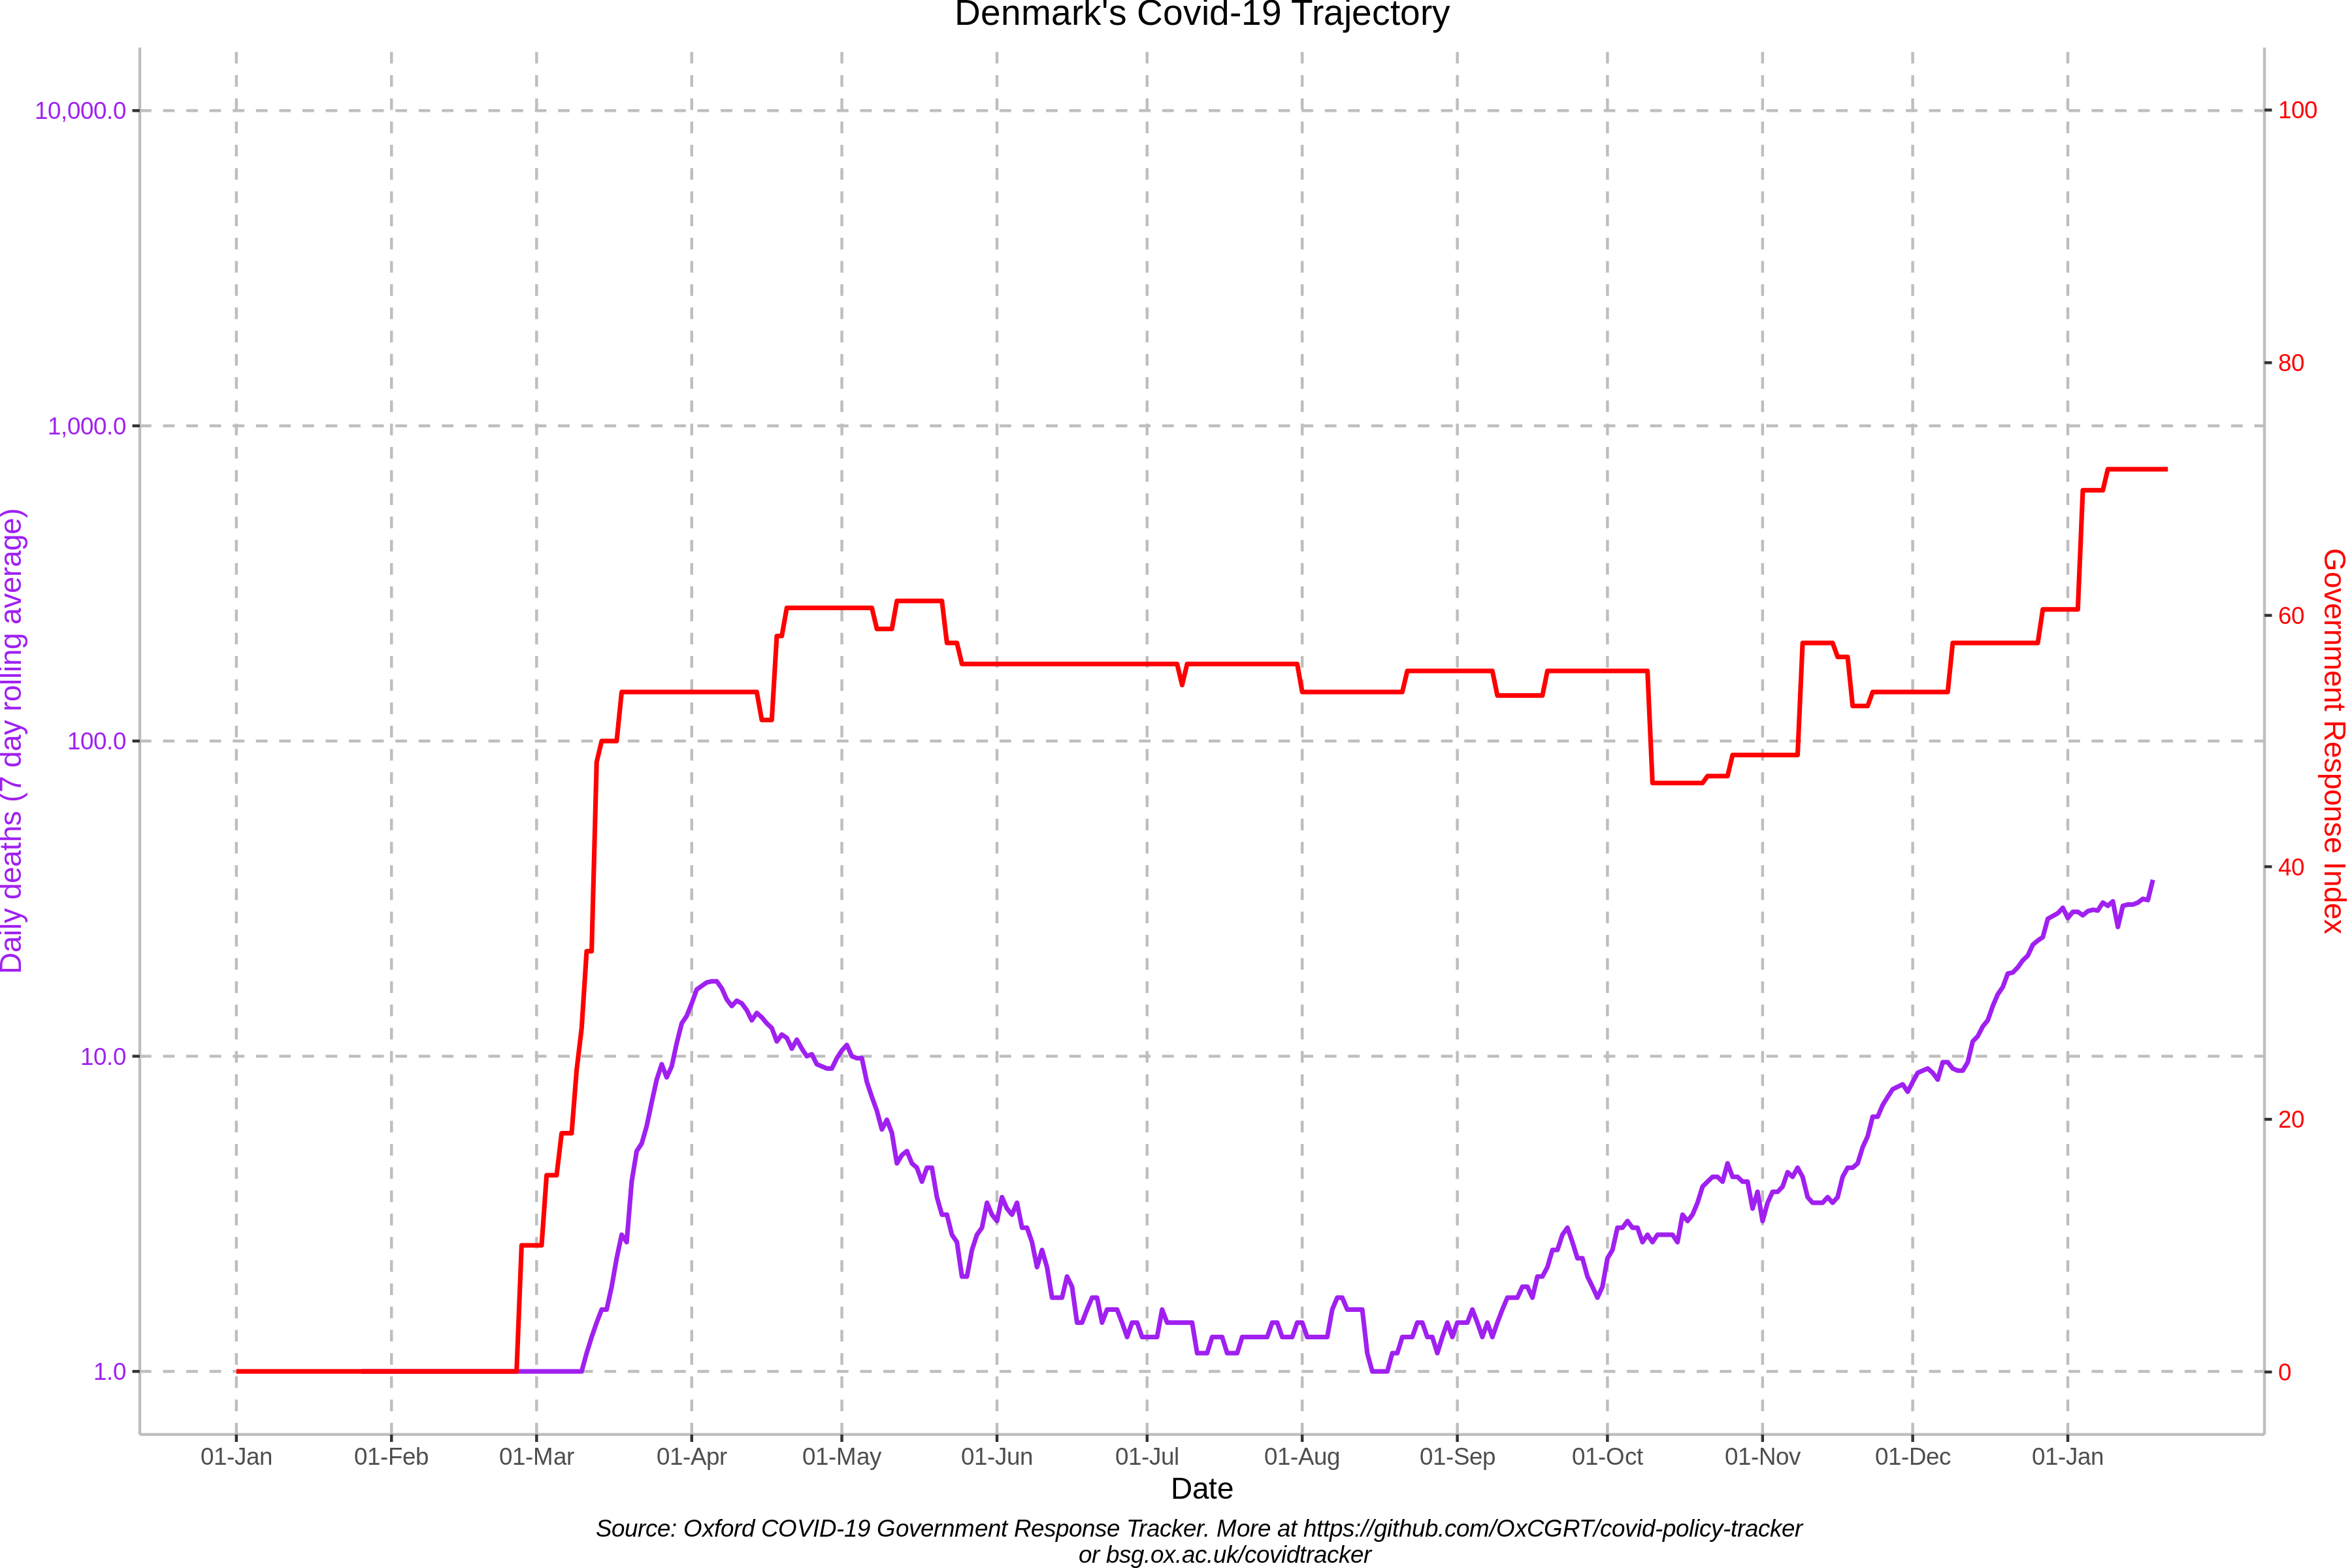 Denmark's Covid-19 Trajectory
10,000.0
1,000.0
100.0
10.0
1.0
Daily deaths (7 day rolling average)
100
80
60
40
20
0
Government Response Index
01-Jan 01-Feb 01-Mar 01-Apr 01-May 01-Jun 01-Jul 01-Aug 01-Sep 01-Oct 01-Nov 01-Dec 01-Jan
Date
Source: Oxford COVID-19 Government Response Tracker. More at https://github.com/OxCGRT/covid-policy-tracker
or bsg.ox.ac.uk/covidtracker